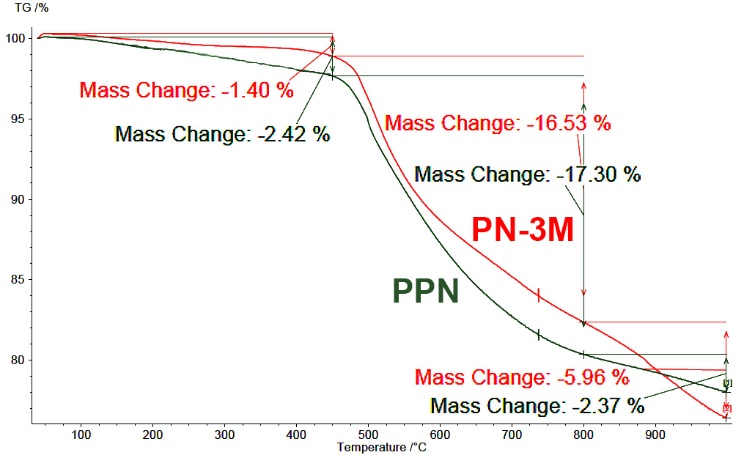 TG /%
100
Mass Change: -1.40 %
Mass Change: -2.42 %
95
Mass Change: -16.53 %
Mass Change: -17.30 %
90
PN-3M
PPN
85
80
Mass Change: -5.96 %
Mass Change: -2.37 %
100 200 300 400 500 600 700 800 900
Temperature /°C